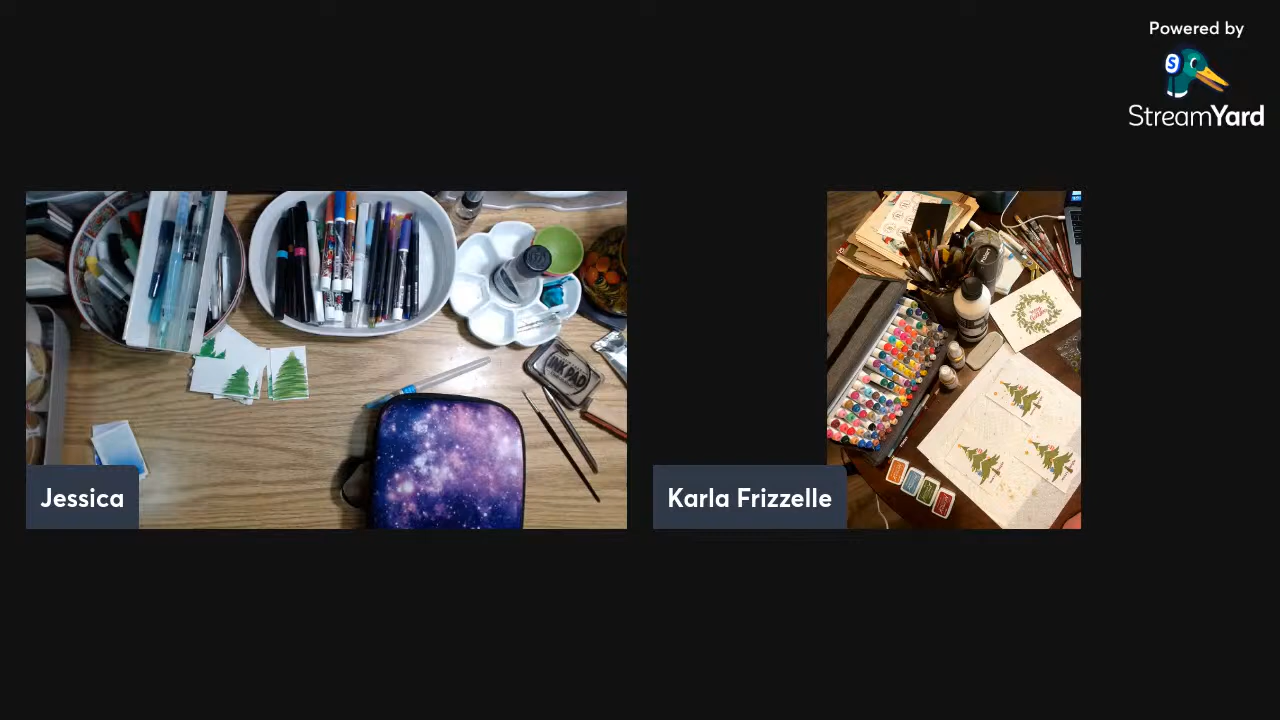 Powered by
S
StreamYard
INK PAD
Jessica
Karla Frizzelle